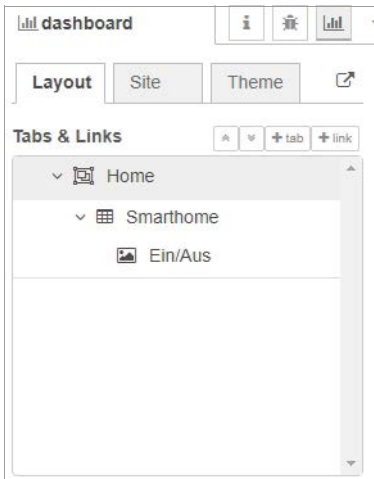 dashboard
i
Layout Site Theme
Tabs & Links + tab + link
Home
Smarthome
Ein/Aus